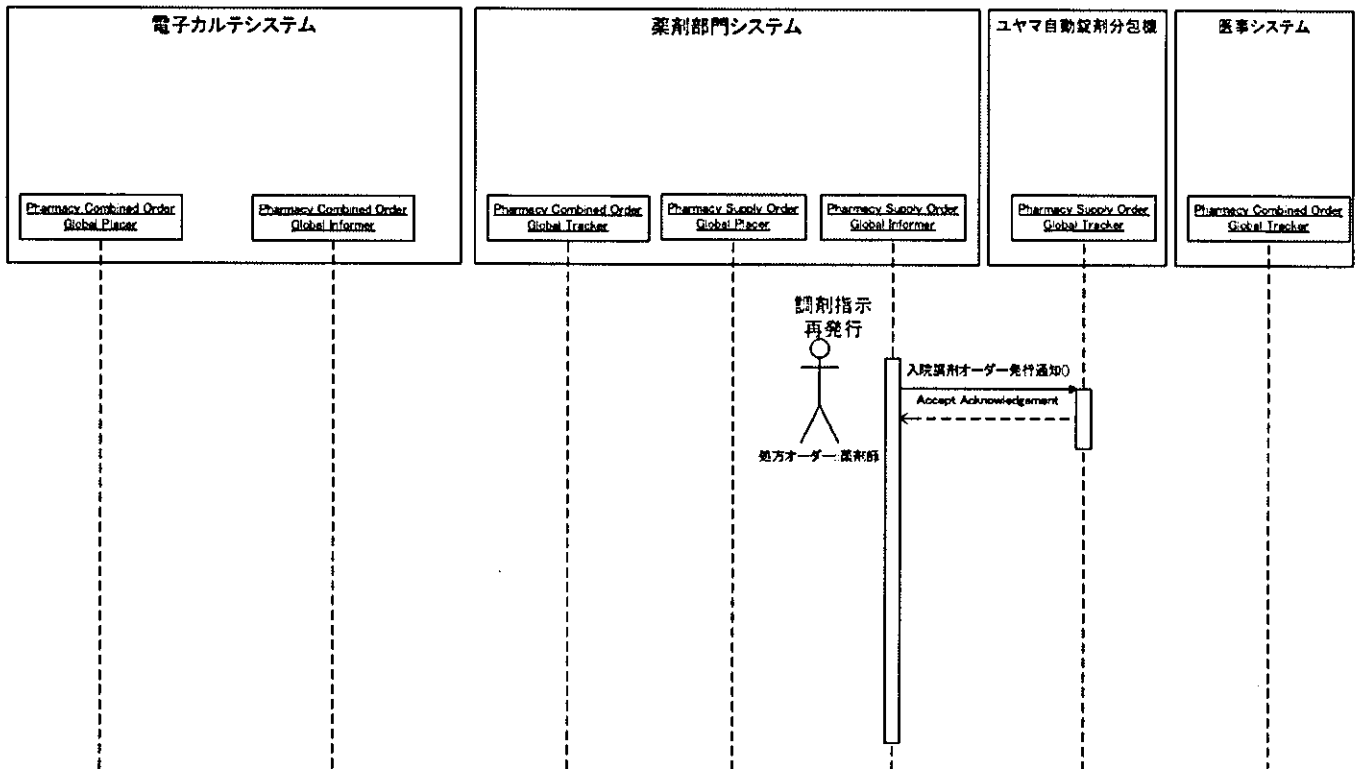 電子カルテシステム
薬剤部門システム
ユヤマ自動錠剤分包機
医事システム
Pharmacy Combined Order
Global Placer
Pharmacy Combined Order
Global Informer
Pharmacy Combined Order
Global Tracker
Pharmacy Supply Order
Global Placer
Pharmacy Supply Order
Global Informer
Pharmacy Supply Order
Global Tracker
Pharmacy Combined Order
Global Tracker
調剤指示
再発行
入院調剤オーダー発行通知()
Accept Acknowledgement
処方オーダー::薬剤師